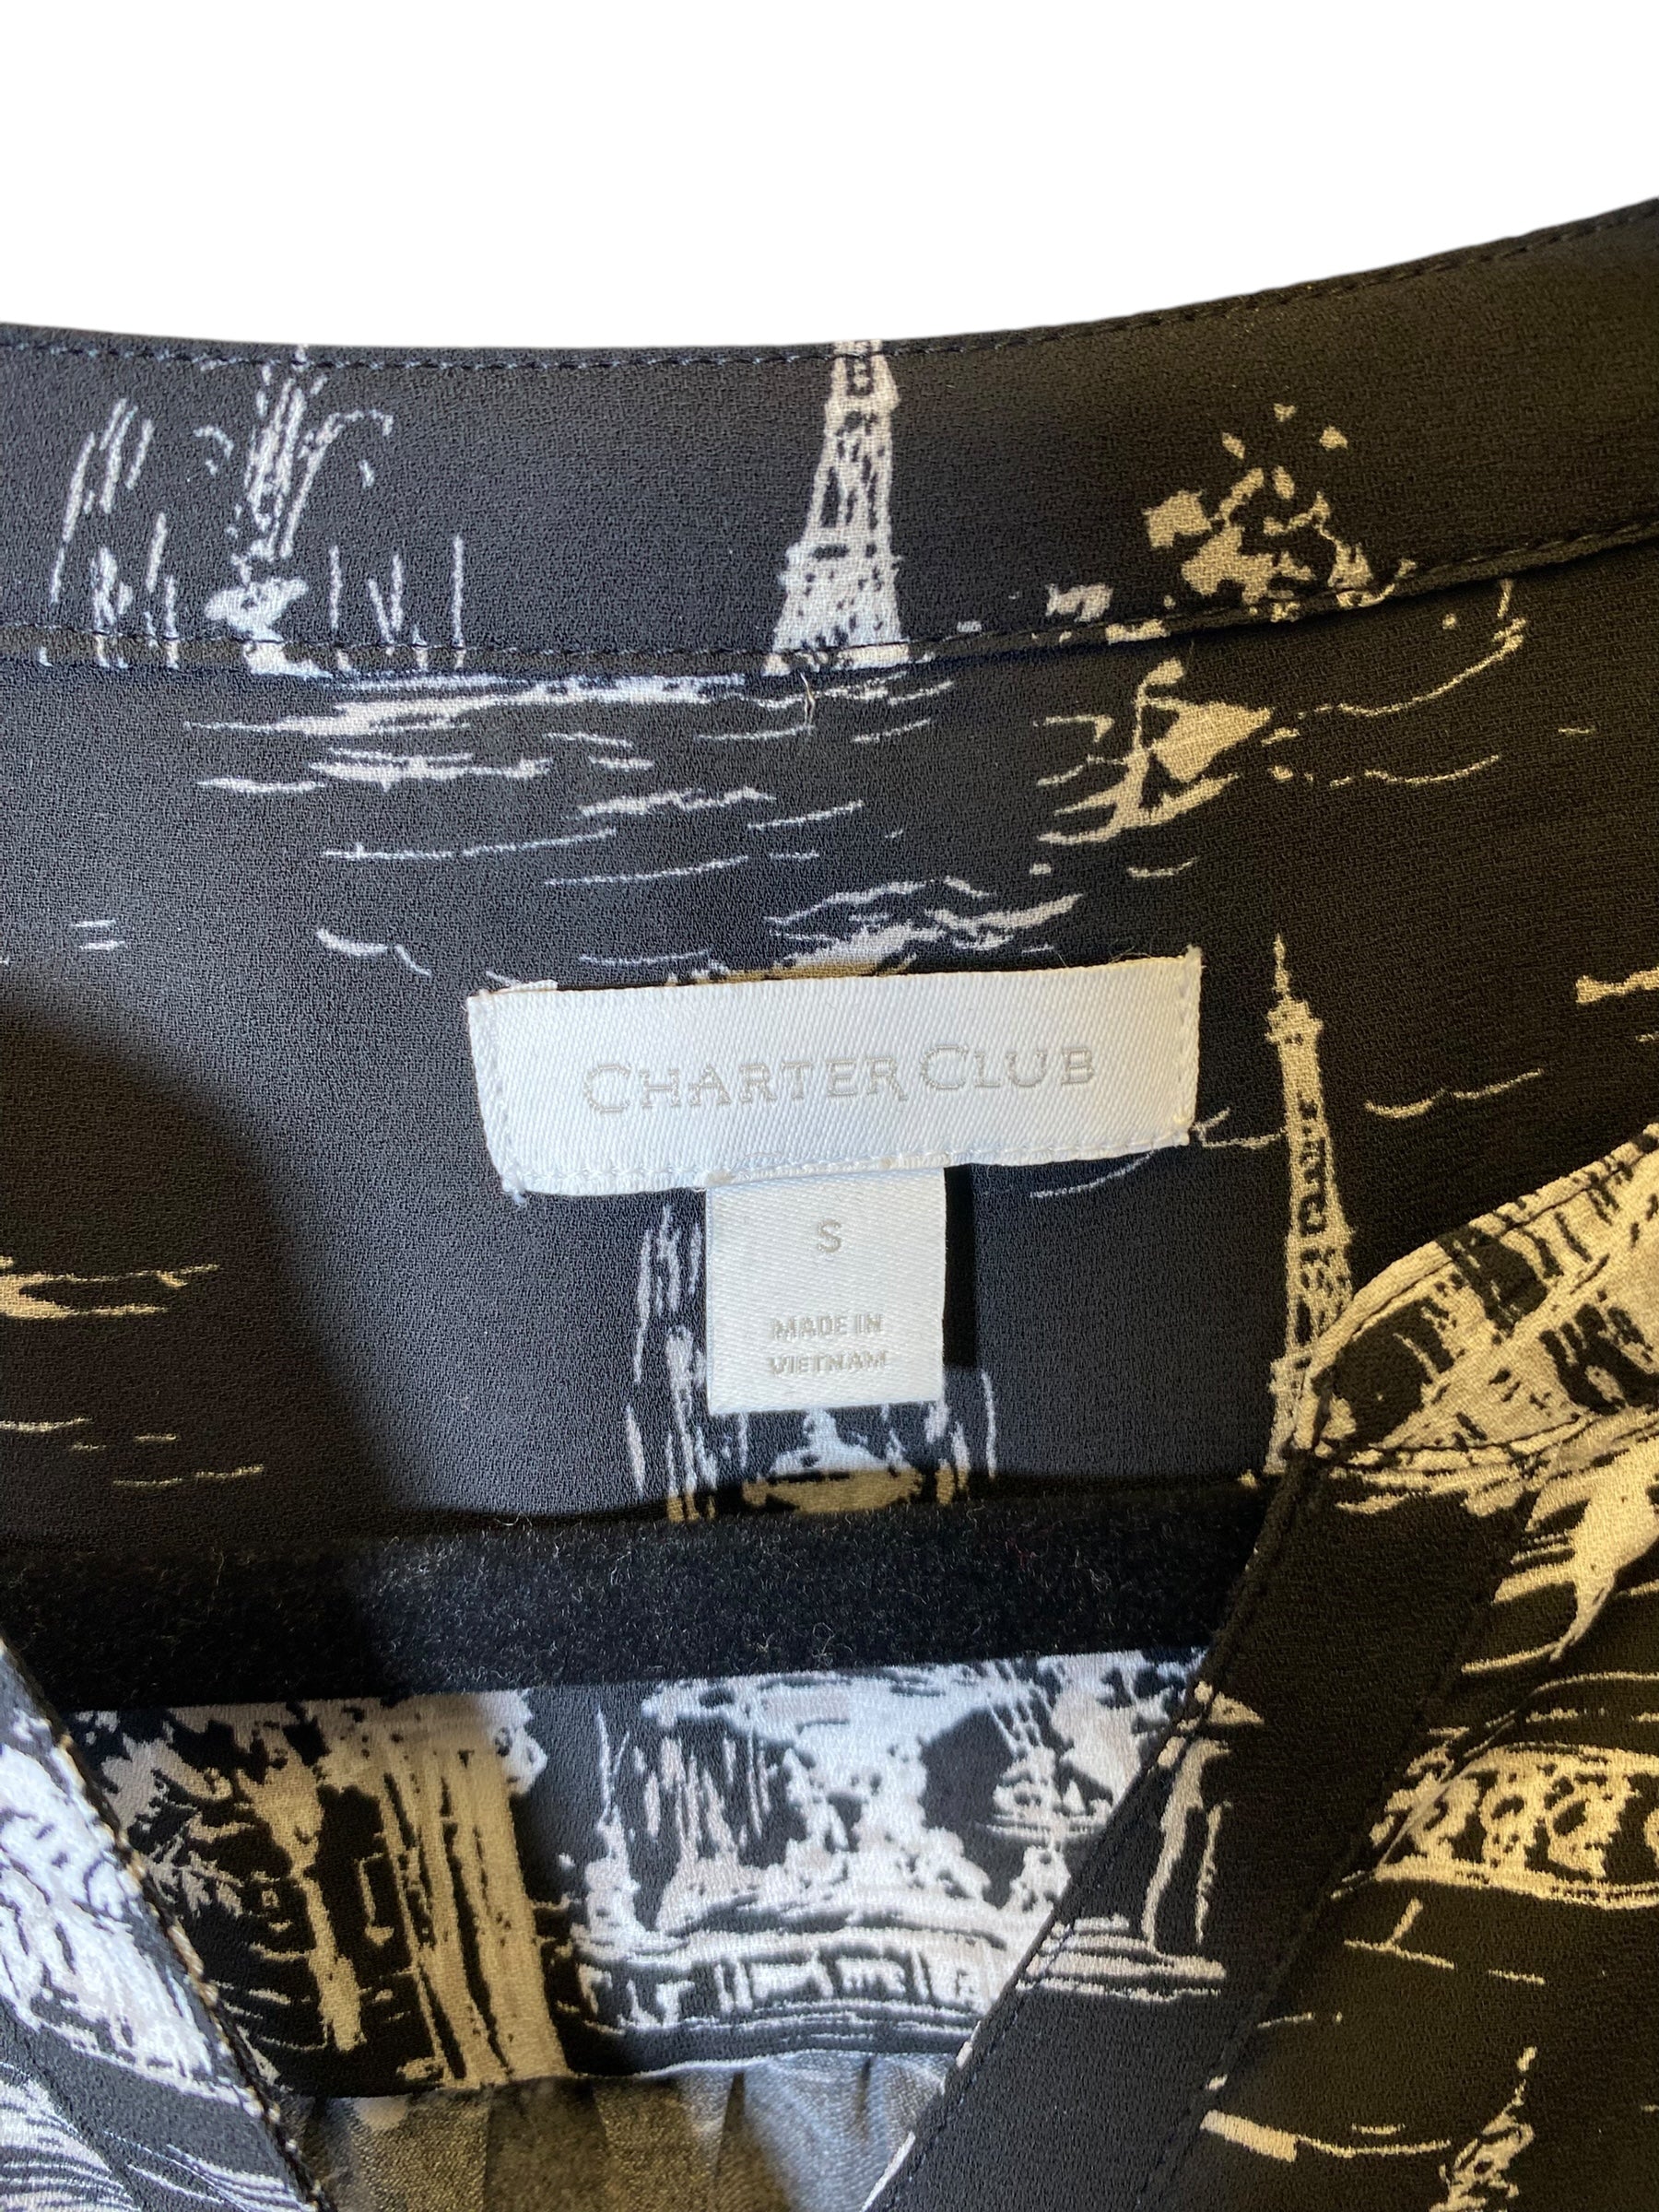 CHARTER CLUB
S
MADE IN
VIETNAM